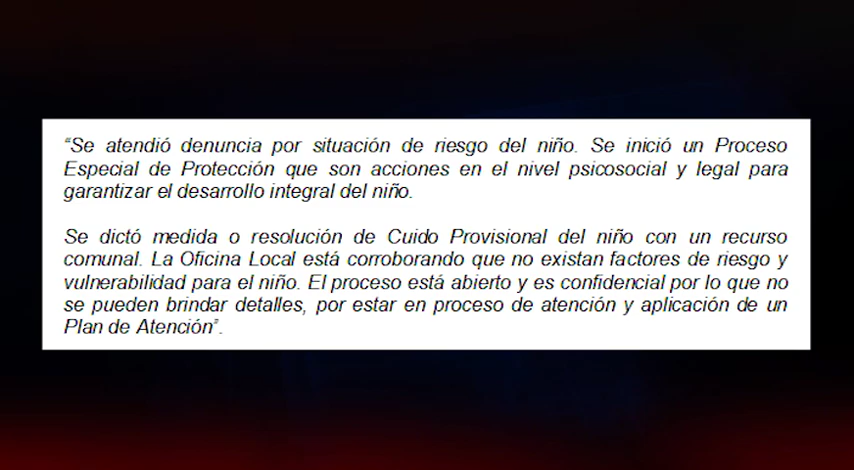 “Se atendió denuncia por situación de riesgo del niño. Se inició un Proceso
Especial de Protección que son acciones en el nivel psicosocial y legal para
garantizar el desarrollo integral del niño.
Se dictó medida o resolución de Cuido Provisional del niño con un recurso
comunal. La Oficina Local está corroborando que no existan factores de riesgo y
vulnerabilidad para el niño. El proceso está abierto y es confidencial por lo que no
se pueden brindar detalles, por estar en proceso de atención y aplicación de un
Plan de Atención”.